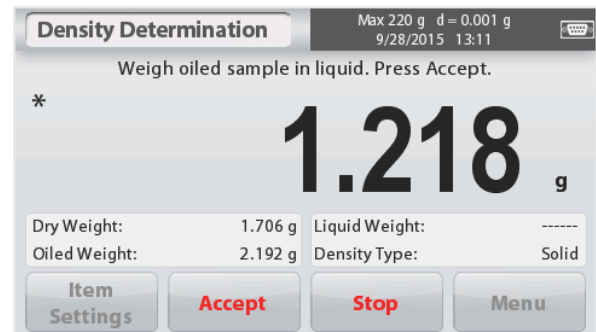 Density Determination
Max 220 g d = 0.001 g
9/28/2015 13:11
Weigh oiled sample in liquid. Press Accept.
*
1.218 g
Dry Weight: 1.706 g Liquid Weight: ------
Oiled Weight: 2.192 g Density Type: Solid
Item
Settings
Accept
Stop
Menu